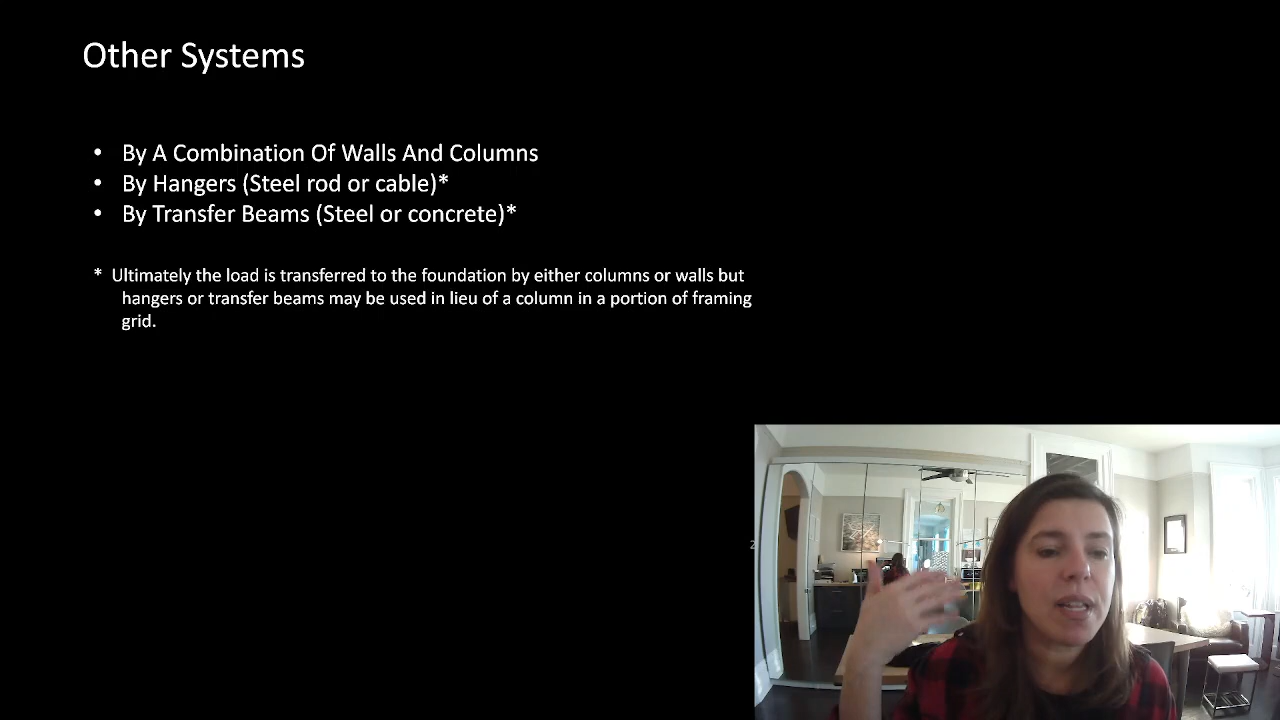 Other Systems
• By A Combination Of Walls And Columns
• By Hangers (Steel rod or cable)*
• By Transfer Beams (Steel or concrete)*
* Ultimately the load is transferred to the foundation by either columns or walls but
hangers or transfer beams may be used in lieu of a column in a portion of framing
grid.